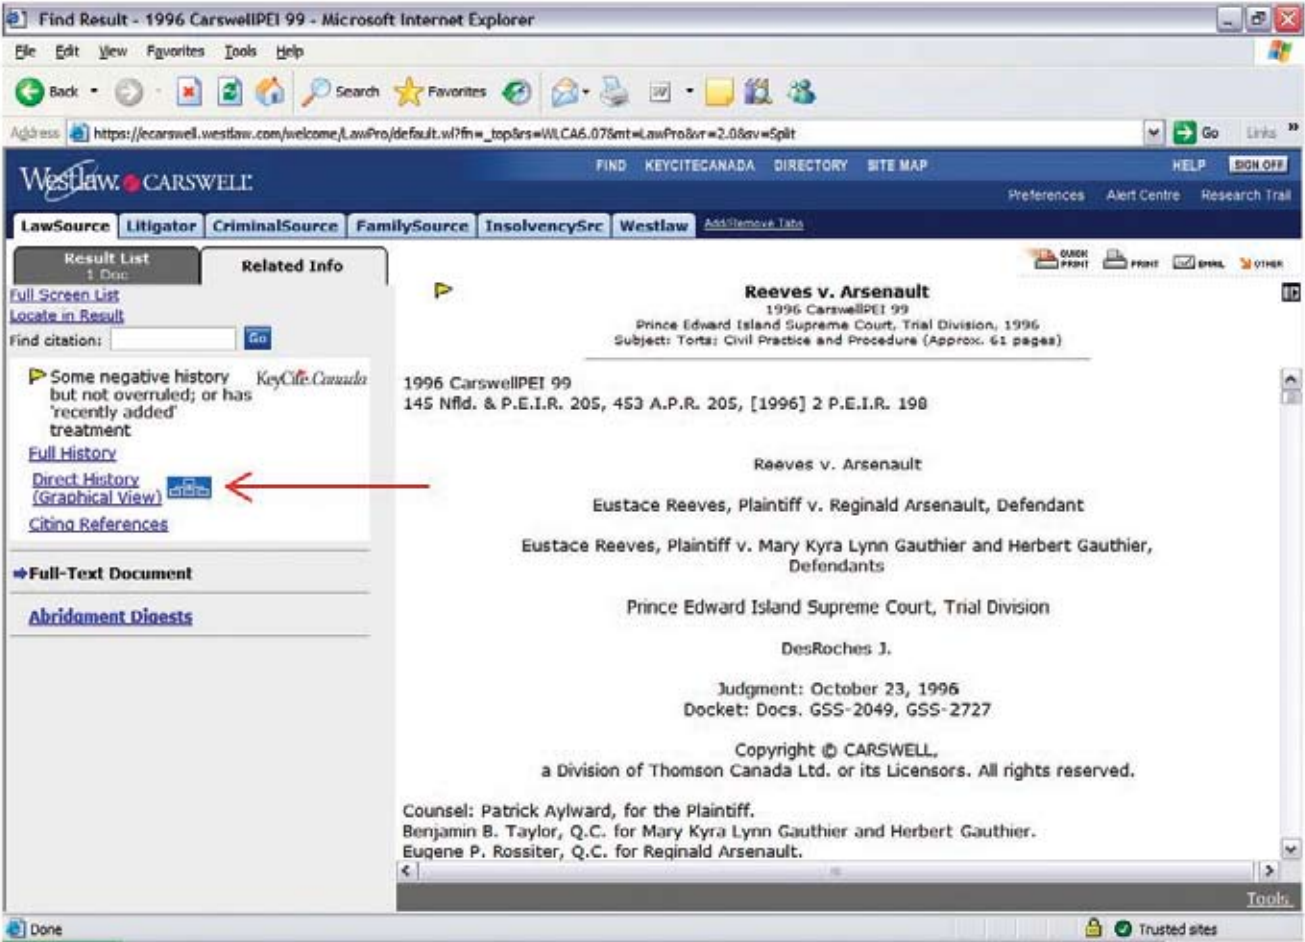 Find Result - 1996 CarswellPEI 99 - Microsoft Internet Explorer
File Edit View Favorites Tools Help
Back Search Favorites
Address https://ecarswell.westlaw.com/welcome/LawPro/default.wl?fn=_top&rs=WLCA6.07&mt=LawPro&vr=2.0&sv=Split Go Links
Westlaw. CARSWELL.
FIND KEYCITECANADA DIRECTORY SITE MAP HELP SIGN OFF
Preferences Alert Centre Research Trail
LawSource Litigator CriminalSource FamilySource InsolvencySrc Westlaw Add/Remove Tabs
Result List
1 Doc
Related Info
Full Screen List
Locate in Result
Find citation: Go
Some negative history
but not overruled; or has
'recently added'
treatment
KeyCite Canada
Full History
Direct History
(Graphical View)
Citing References
Full-Text Document
Abridgment Digests
QUICK PRINT PRINT EMAIL OTHER
Reeves v. Arsenault
1996 CarswellPEI 99
Prince Edward Island Supreme Court, Trial Division, 1996
Subject: Torts; Civil Practice and Procedure (Approx. 61 pages)
1996 CarswellPEI 99
145 Nfld. & P.E.I.R. 205, 453 A.P.R. 205, [1996] 2 P.E.I.R. 198
Reeves v. Arsenault
Eustace Reeves, Plaintiff v. Reginald Arsenault, Defendant
Eustace Reeves, Plaintiff v. Mary Kyra Lynn Gauthier and Herbert Gauthier,
Defendants
Prince Edward Island Supreme Court, Trial Division
DesRoches J.
Judgment: October 23, 1996
Docket: Docs. GSS-2049, GSS-2727
Copyright © CARSWELL,
a Division of Thomson Canada Ltd. or its Licensors. All rights reserved.
Counsel: Patrick Aylward, for the Plaintiff.
Benjamin B. Taylor, Q.C. for Mary Kyra Lynn Gauthier and Herbert Gauthier.
Eugene P. Rossiter, Q.C. for Reginald Arsenault.
Tools
Done Trusted sites